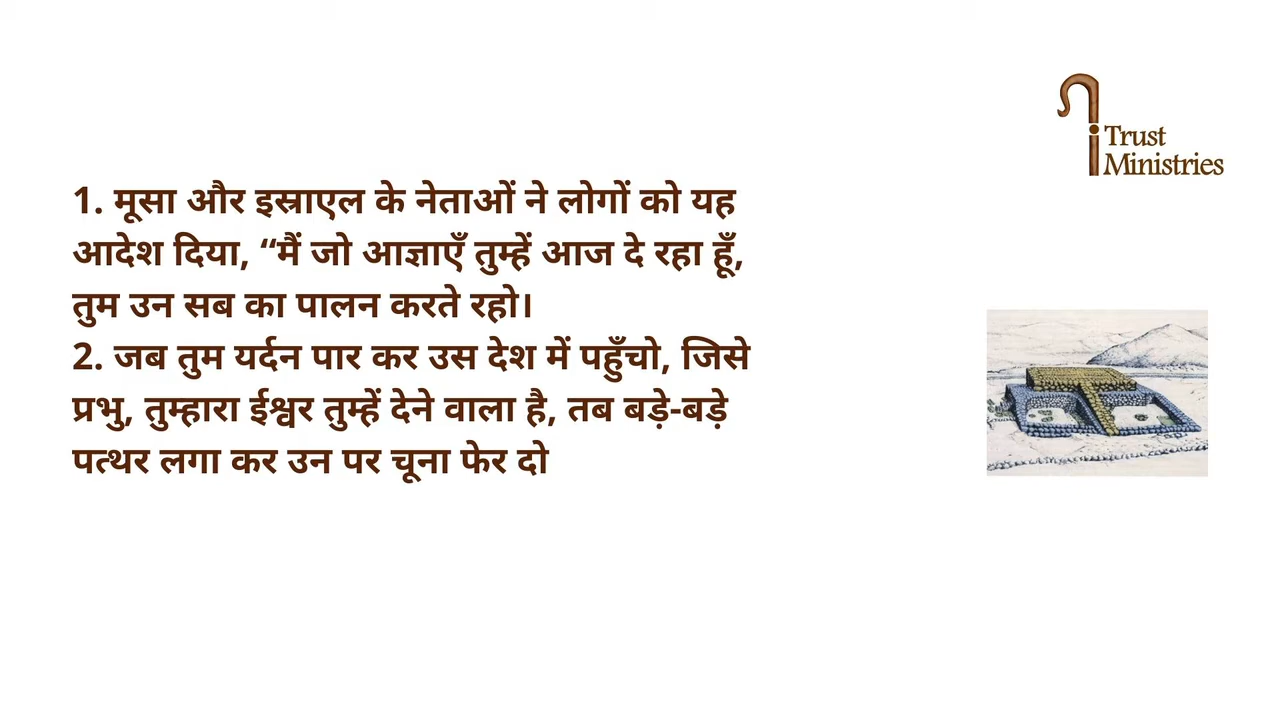 Trust
Ministries
1. मूसा और इस्राएल के नेताओं ने लोगों को यह
आदेश दिया, “मैं जो आज्ञाएँ तुम्हें आज दे रहा हूँ,
तुम उन सब का पालन करते रहो।
2. जब तुम यर्दन पार कर उस देश में पहुँचो, जिसे
प्रभु, तुम्हारा ईश्वर तुम्हें देने वाला है, तब बड़े-बड़े
पत्थर लगा कर उन पर चूना फेर दो